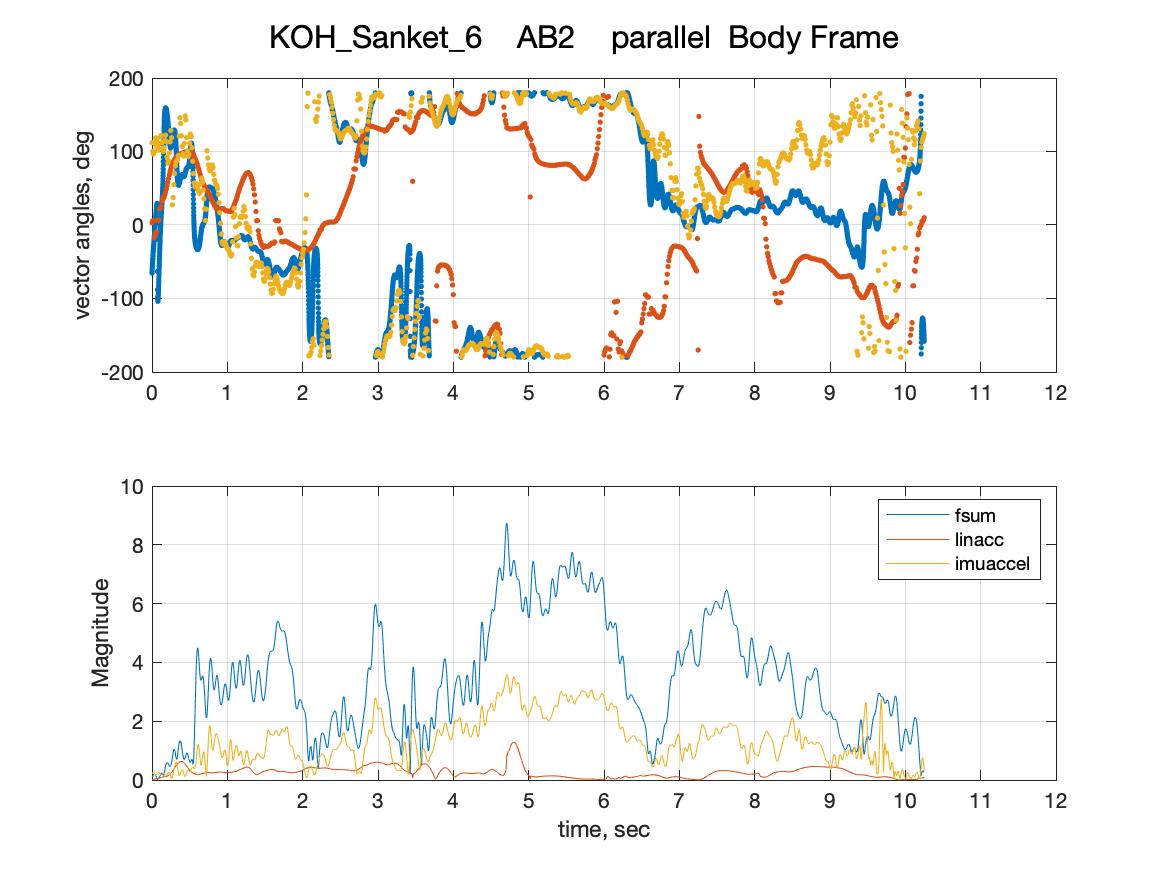 KOH_Sanket_6 AB2 parallel Body Frame
200
100
0
-100
-200
vector angles, deg
0 1 2 3 4 5 6 7 8 9 10 11 12
10
8
6
4
2
0
Magnitude
fsum
linacc
imuaccel
0 1 2 3 4 5 6 7 8 9 10 11 12
time, sec